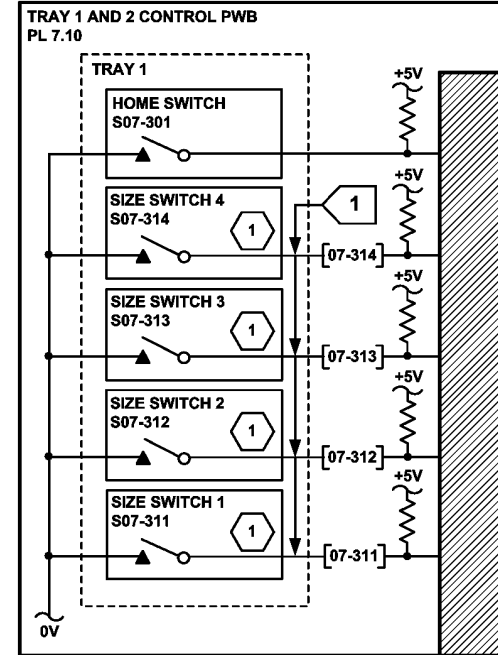 TRAY 1 AND 2 CONTROL PWB
PL 7.10
TRAY 1
+5V
HOME SWITCH
S07-301
+5V
SIZE SWITCH 4
S07-314
1
1
07-314
+5V
SIZE SWITCH 3
S07-313
1
07-313
+5V
SIZE SWITCH 2
S07-312
1
07-312
+5V
SIZE SWITCH 1
S07-311
1
07-311
0V